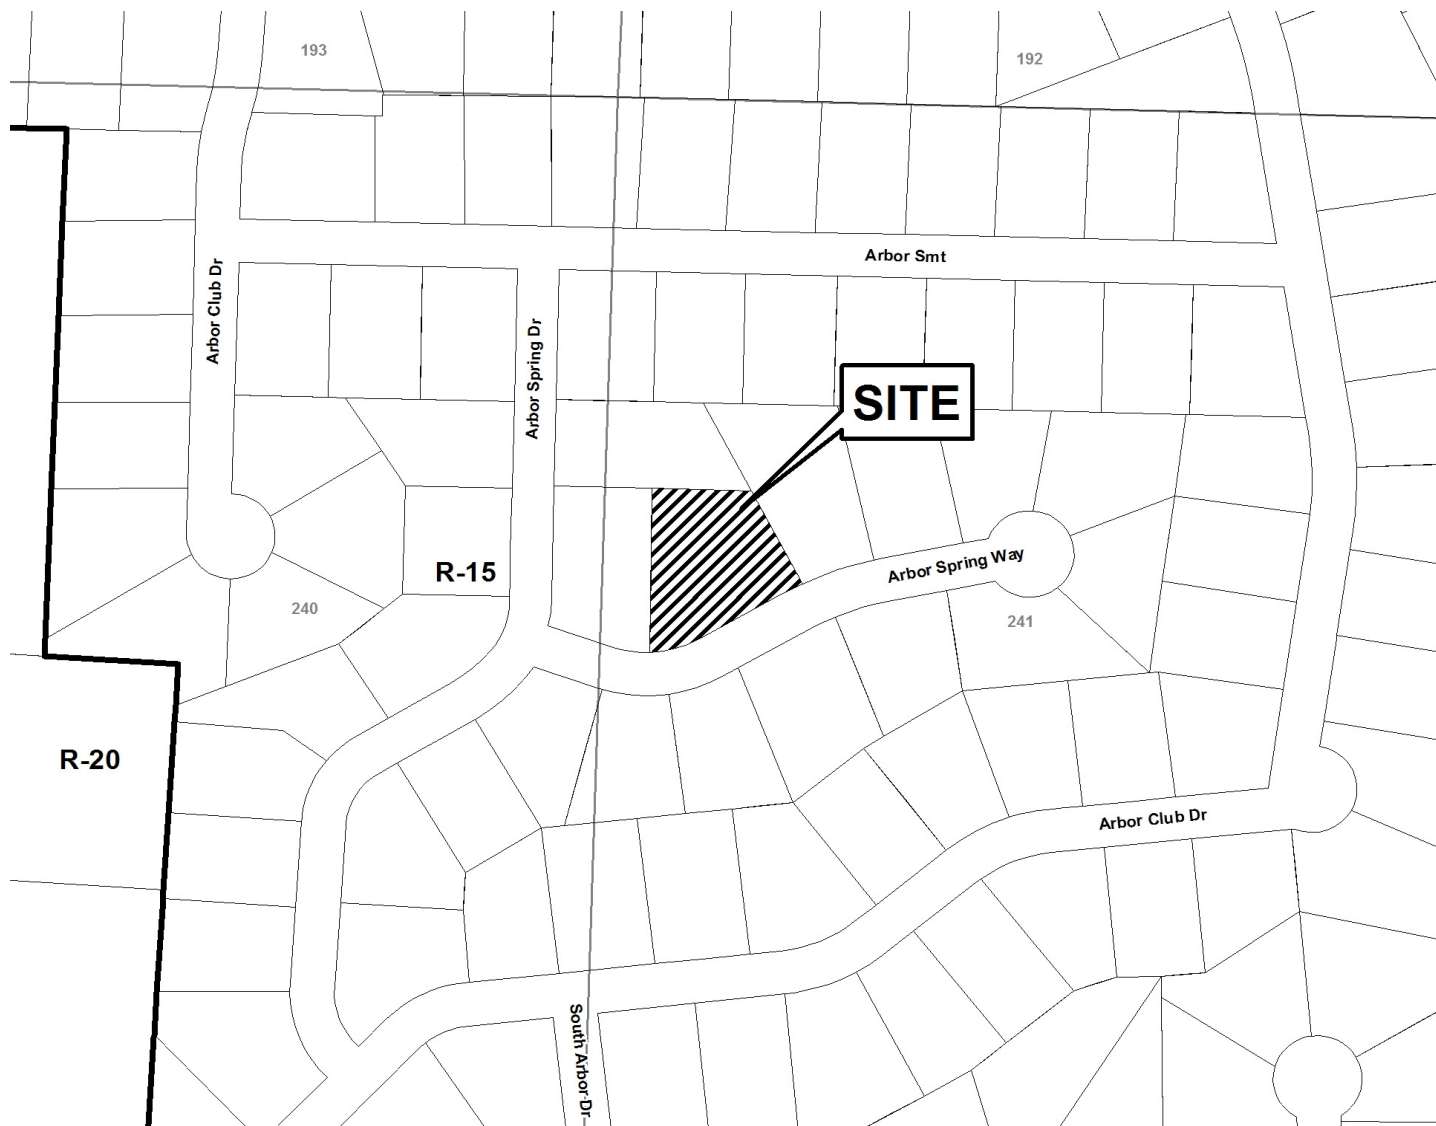 193
192
Arbor Smt
Arbor Club Dr
Arbor Spring Dr
SITE
Arbor Spring Way
R-15
240
241
R-20
Arbor Club Dr
South Arbor Dr